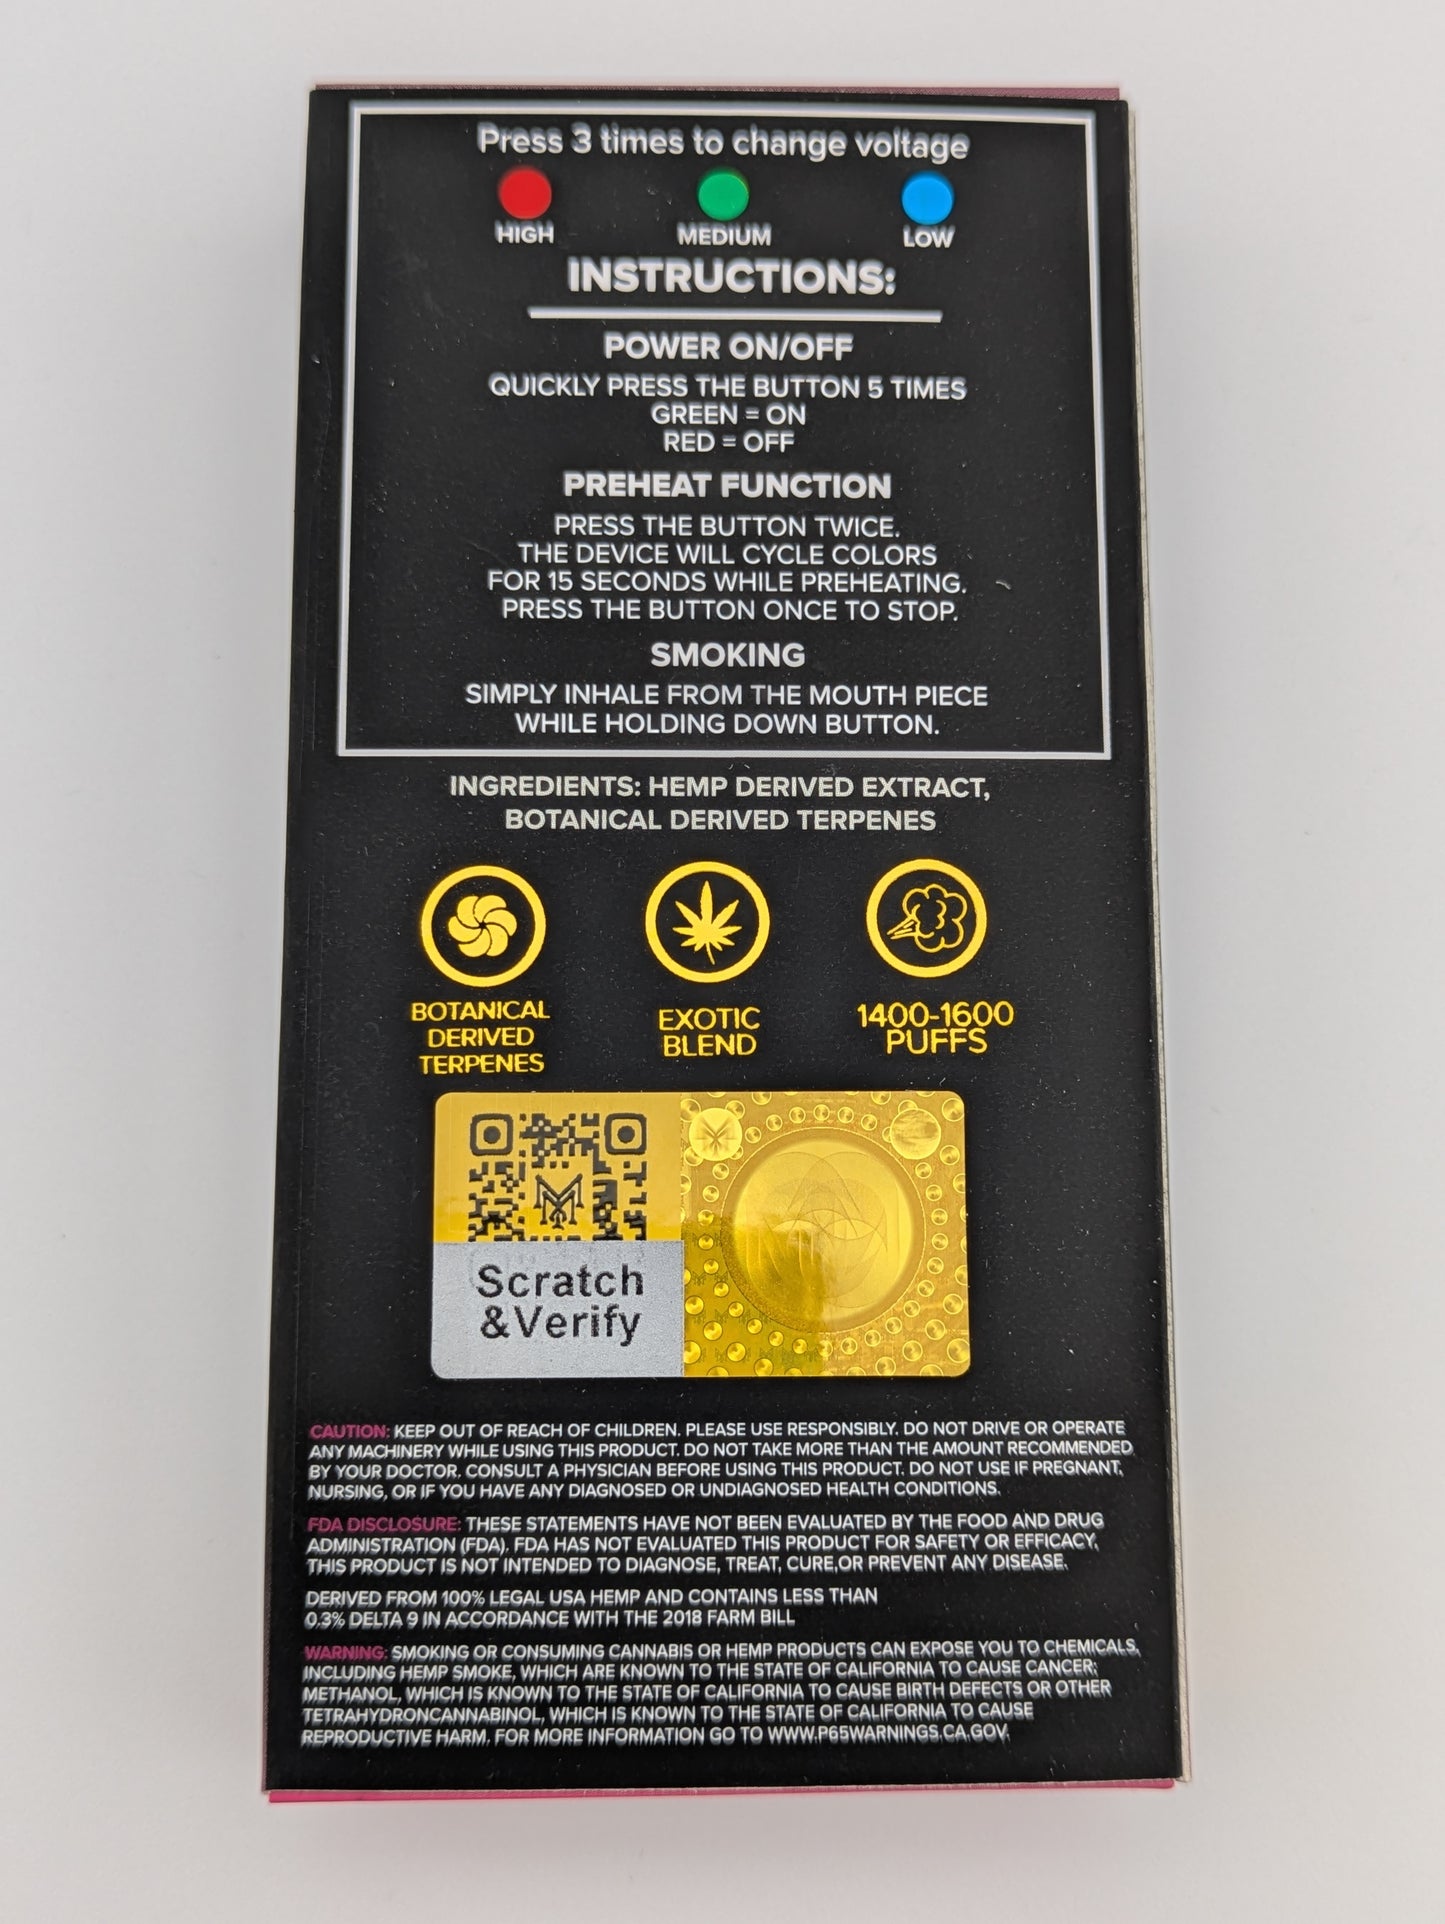 Press 3 times to change voltage
HIGH MEDIUM LOW
INSTRUCTIONS:
POWER ON/OFF
QUICKLY PRESS THE BUTTON 5 TIMES
GREEN = ON
RED = OFF
PREHEAT FUNCTION
PRESS THE BUTTON TWICE.
THE DEVICE WILL CYCLE COLORS
FOR 15 SECONDS WHILE PREHEATING.
PRESS THE BUTTON ONCE TO STOP.
SMOKING
SIMPLY INHALE FROM THE MOUTH PIECE
WHILE HOLDING DOWN BUTTON.
INGREDIENTS: HEMP DERIVED EXTRACT,
BOTANICAL DERIVED TERPENES
BOTANICAL
DERIVED
TERPENES
EXOTIC
BLEND
1400-1600
PUFFS
Scratch
&Verify
CAUTION: KEEP OUT OF REACH OF CHILDREN. PLEASE USE RESPONSIBLY. DO NOT DRIVE OR OPERATE
ANY MACHINERY WHILE USING THIS PRODUCT. DO NOT TAKE MORE THAN THE AMOUNT RECOMMENDED
BY YOUR DOCTOR. CONSULT A PHYSICIAN BEFORE USING THIS PRODUCT. DO NOT USE IF PREGNANT,
NURSING, OR IF YOU HAVE ANY DIAGNOSED OR UNDIAGNOSED HEALTH CONDITIONS.
FDA DISCLOSURE: THESE STATEMENTS HAVE NOT BEEN EVALUATED BY THE FOOD AND DRUG
ADMINISTRATION (FDA). FDA HAS NOT EVALUATED THIS PRODUCT FOR SAFETY OR EFFICACY,
THIS PRODUCT IS NOT INTENDED TO DIAGNOSE, TREAT, CURE,OR PREVENT ANY DISEASE.
DERIVED FROM 100% LEGAL USA HEMP AND CONTAINS LESS THAN
0.3% DELTA 9 IN ACCORDANCE WITH THE 2018 FARM BILL
WARNING: SMOKING OR CONSUMING CANNABIS OR HEMP PRODUCTS CAN EXPOSE YOU TO CHEMICALS,
INCLUDING HEMP SMOKE, WHICH ARE KNOWN TO THE STATE OF CALIFORNIA TO CAUSE CANCER;
METHANOL, WHICH IS KNOWN TO THE STATE OF CALIFORNIA TO CAUSE BIRTH DEFECTS OR OTHER
TETRAHYDRONCANNABINOL, WHICH IS KNOWN TO THE STATE OF CALIFORNIA TO CAUSE
REPRODUCTIVE HARM. FOR MORE INFORMATION GO TO WWW.P65WARNINGS.CA.GOV.